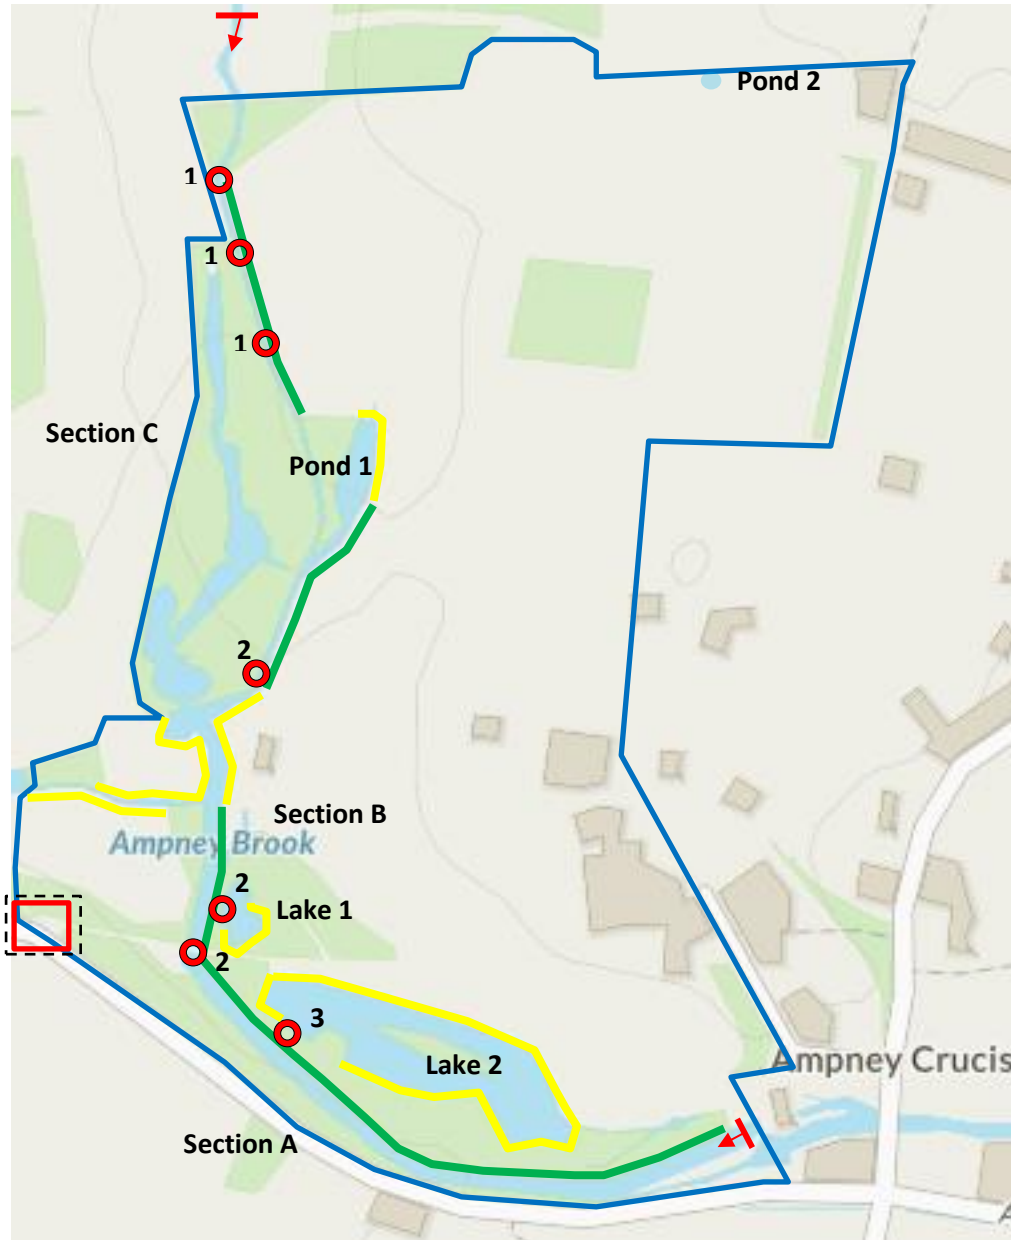 Pond 2
1
1
1
Section C
Pond 1
2
Section B
Ampney Brook
2
Lake 1
2
3
Lake 2
Ampney Crucis
Section A
A